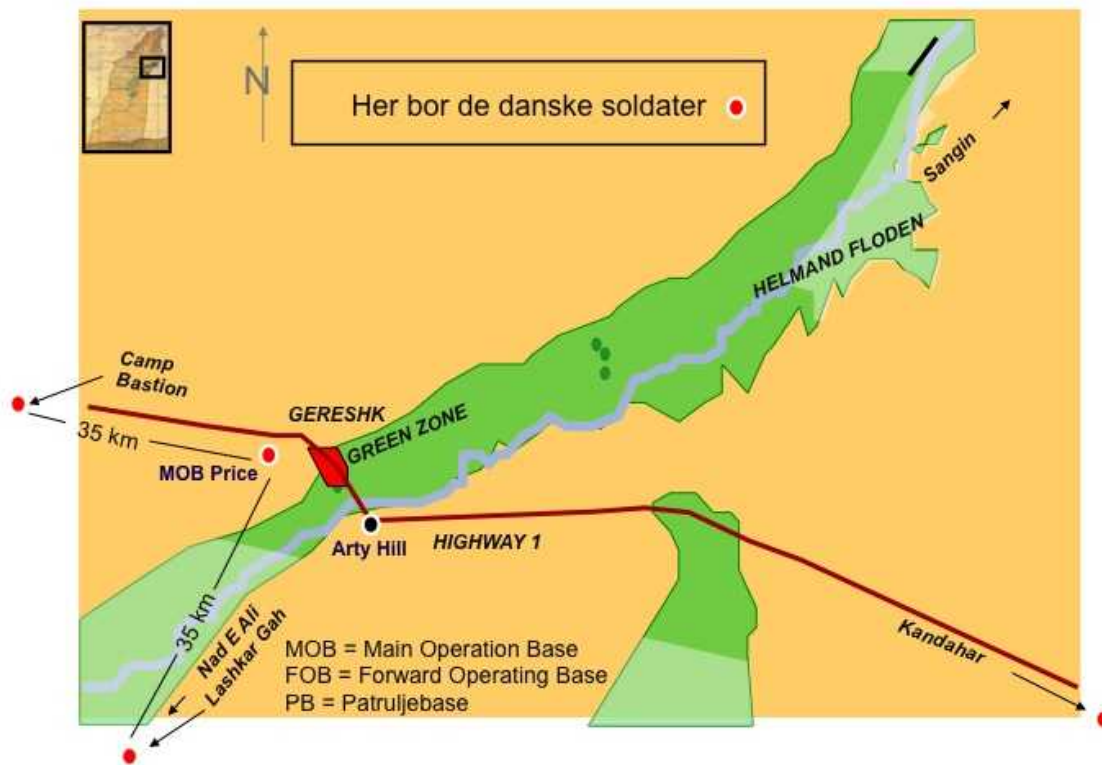 N
Her bor de danske soldater
Sangin
HELMAND FLODEN
Camp
Bastion
GERESHK
35 km
GREEN ZONE
MOB Price
Arty Hill
HIGHWAY 1
35 km
Nad E Ali
Lashkar Gah
Kandahar
MOB = Main Operation Base
FOB = Forward Operating Base
PB = Patruljebase